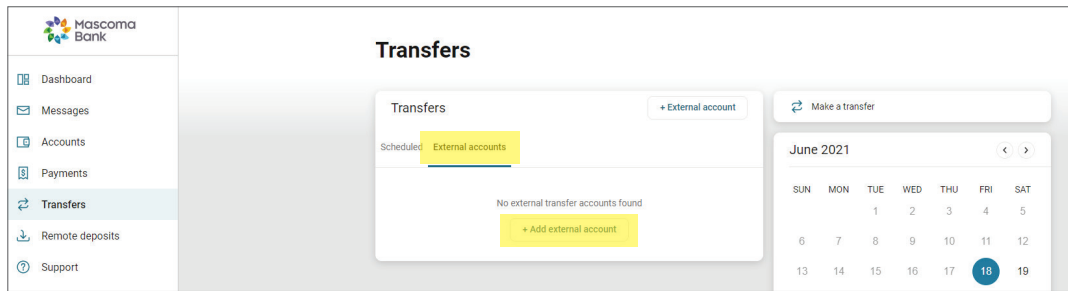 Mascoma
Bank
Dashboard
Messages
Accounts
Payments
Transfers
Remote deposits
Support
Transfers
Transfers
+ External account
Scheduled
External accounts
No external transfer accounts found
+ Add external account
Make a transfer
June 2021
SUN MON TUE WED THU FRI SAT
1 2 3 4 5
6 7 8 9 10 11 12
13 14 15 16 17 18 19